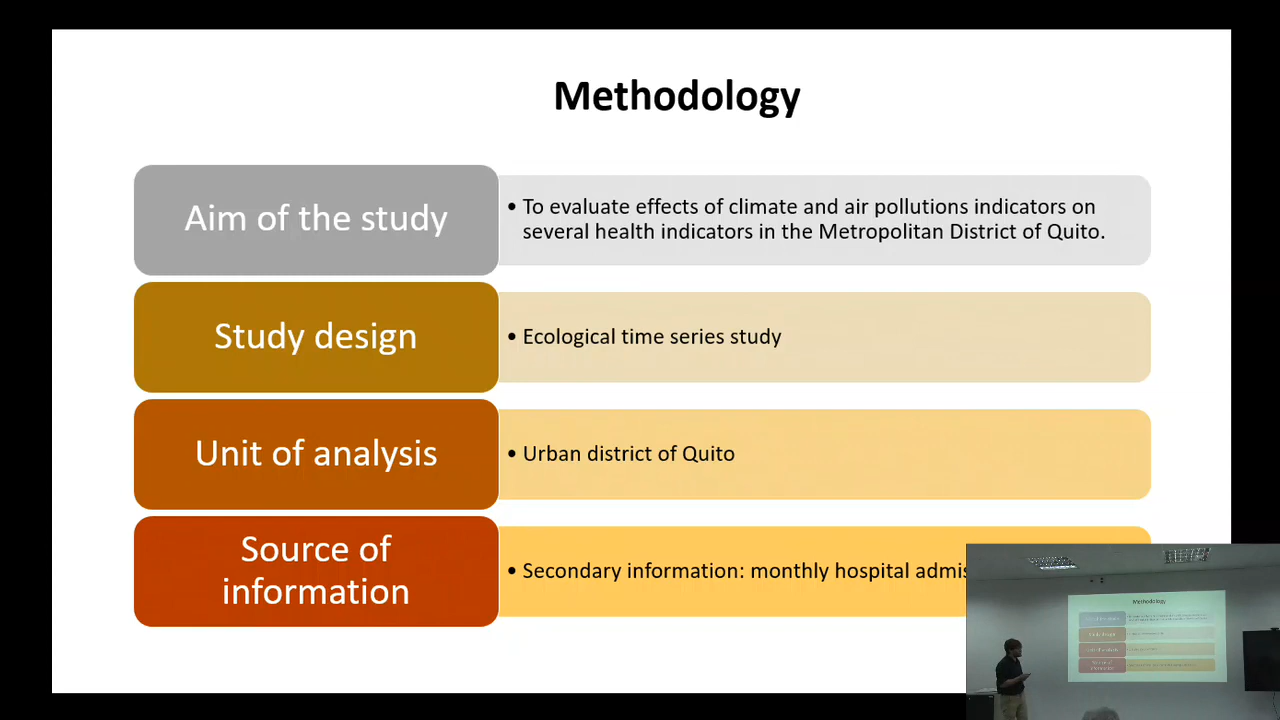 Methodology
Aim of the study
• To evaluate effects of climate and air pollutions indicators on
several health indicators in the Metropolitan District of Quito.
Study design
• Ecological time series study
Unit of analysis
• Urban district of Quito
Source of
information
• Secondary information: monthly hospital
Methodology